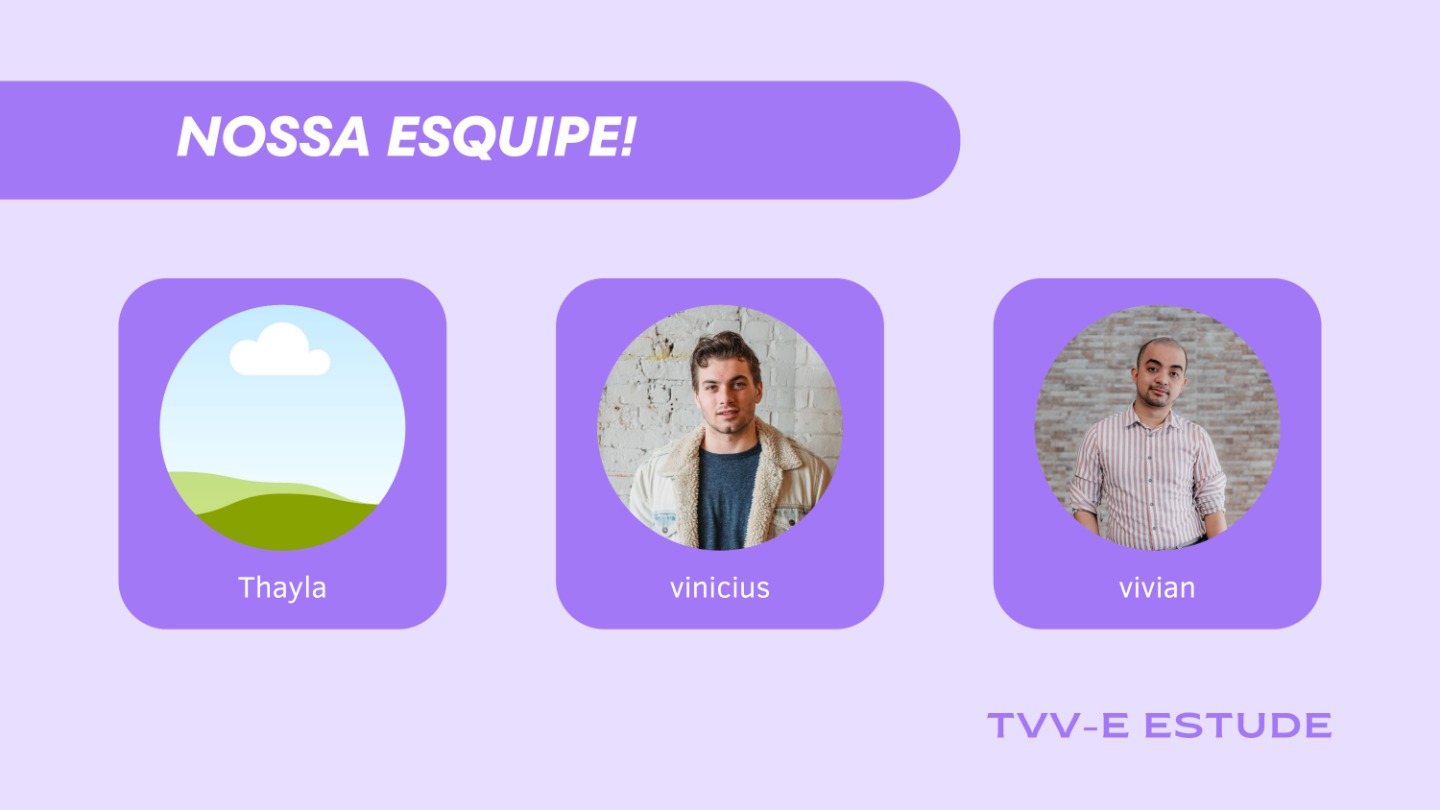 NOSSA ESQUIPE!
Thayla
vinicius
vivian
TVV-E ESTUDE